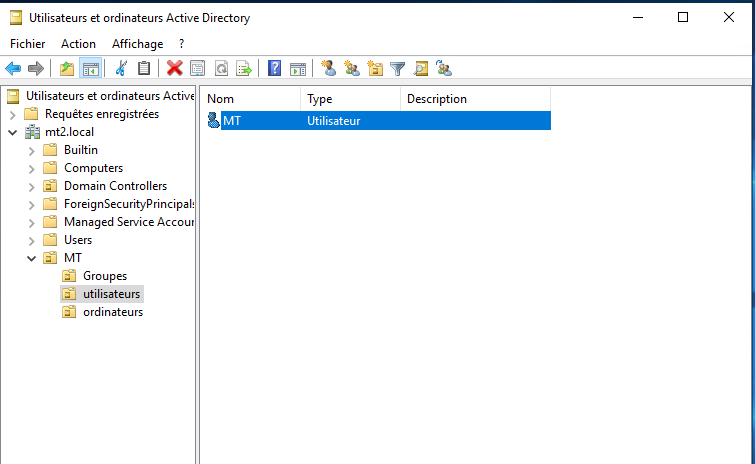 Utilisateurs et ordinateurs Active Directory
Fichier Action Affichage ?
Utilisateurs et ordinateurs Active
Requêtes enregistrées
mt2.local
Builtin
Computers
Domain Controllers
ForeignSecurityPrincipals
Managed Service Accour
Users
MT
Groupes
utilisateurs
ordinateurs
Nom Type Description
MT Utilisateur